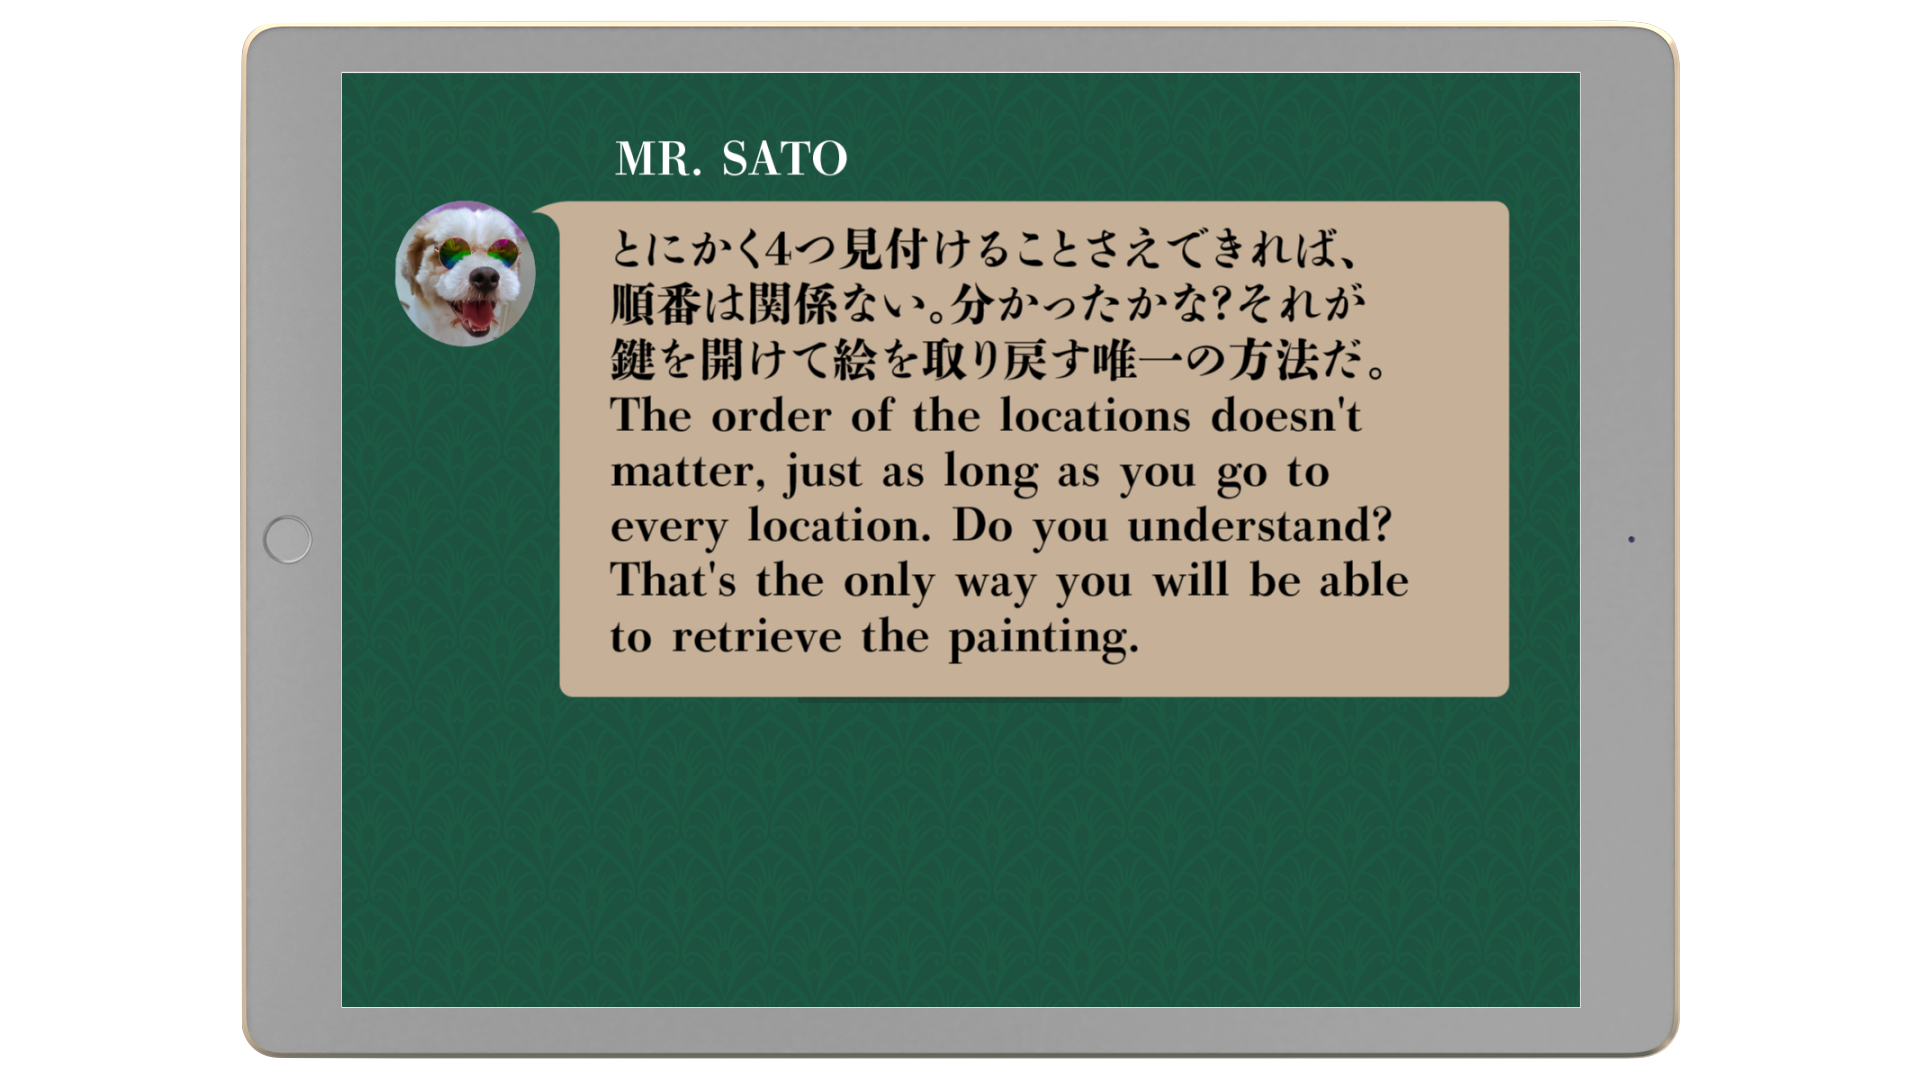 MR. SATO
とにかく4つ見付けることさえできれば、
順番は関係ない。分かったかな?それが
鍵を開けて絵を取り戻す唯一の方法だ。
The order of the locations doesn't
matter, just as long as you go to
every location. Do you understand?
That's the only way you will be able
to retrieve the painting.